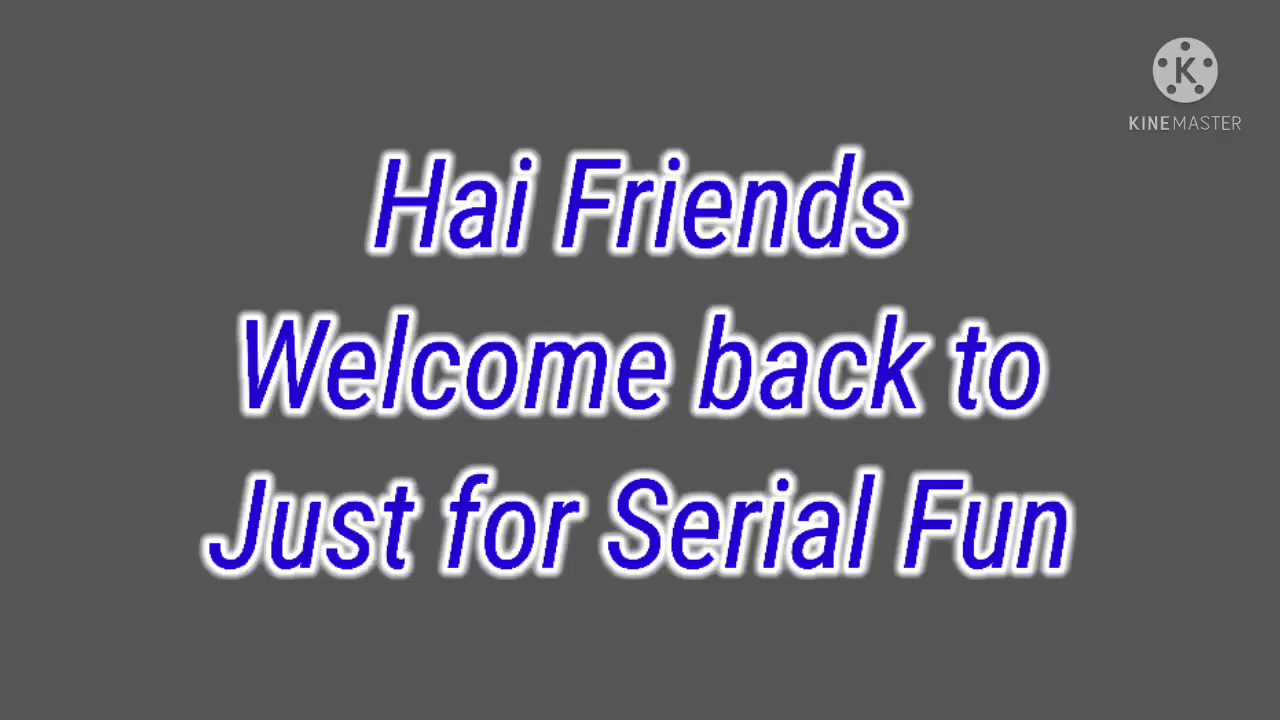 K
KINEMASTER
Hai Friends
Welcome back to
Just for Serial Fun